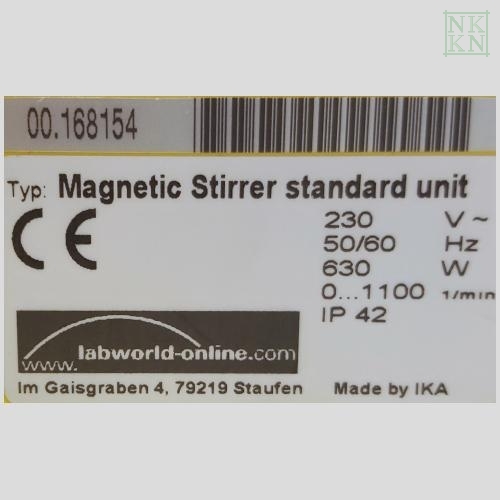 NK
KN
00.168154
Typ: Magnetic Stirrer standard unit
CE
230 V ~
50/60 Hz
630 W
0...1100 1/min
IP 42
www.labworld-online.com
Im Gaisgraben 4, 79219 Staufen Made by IKA